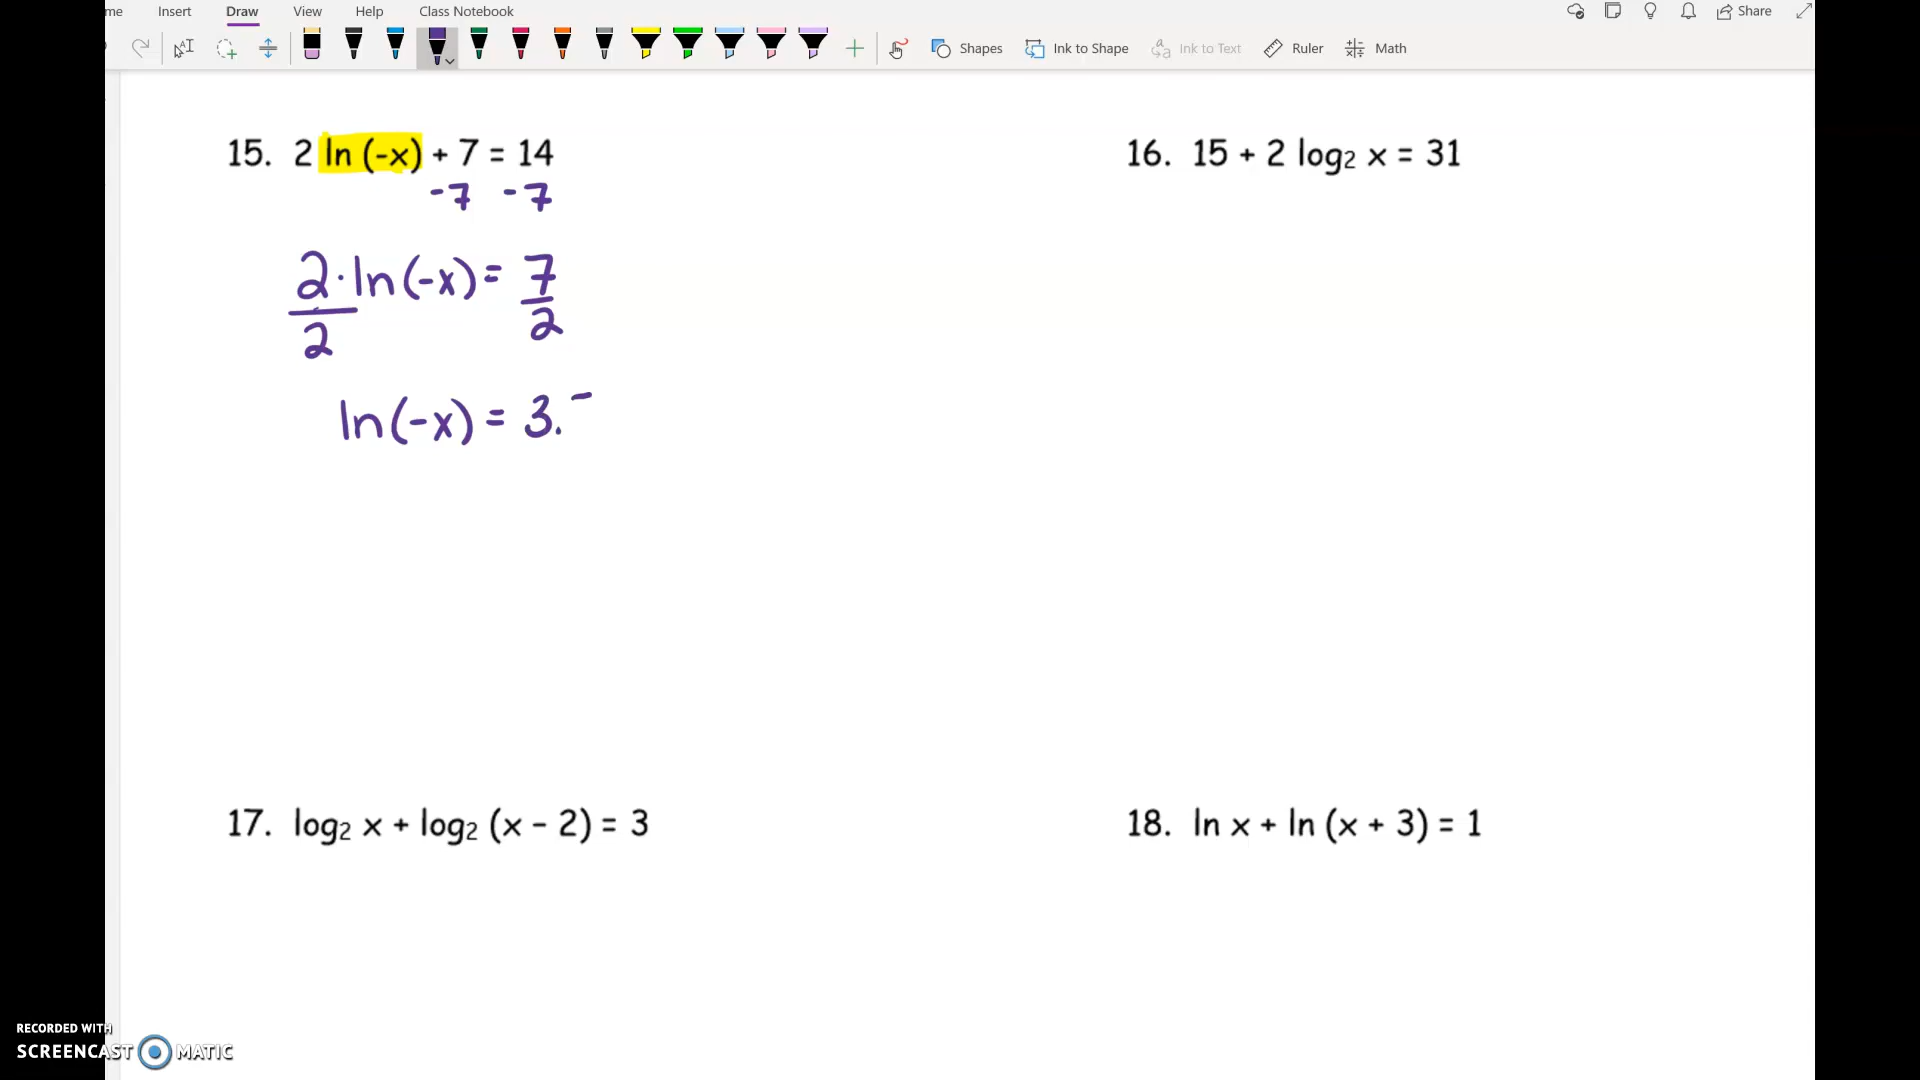 me Insert Draw View Help Class Notebook Share
Shapes Ink to Shape Ink to Text Ruler Math
15. 2 ln (-x) + 7 = 14
-7 -7
2·ln(-x) = 7
2 2
ln(-x) = 3.
16. 15 + 2 log₂ x = 31
17. log₂ x + log₂ (x – 2) = 3
18. ln x + ln (x + 3) = 1
RECORDED WITH
SCREENCAST MATIC